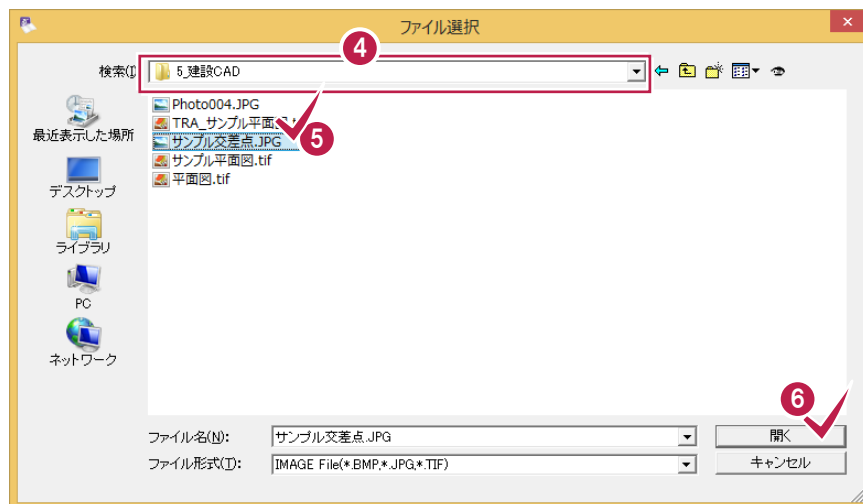 ファイル選択
×
4
検索(I
5_建設CAD
Photo004.JPG
TRA_サンプル平面
5
サンプル交差点.JPG
サンプル平面図.tif
平面図.tif
最近表示した場所
デスクトップ
ライブラリ
PC
ネットワーク
6
ファイル名(N):
サンプル交差点.JPG
開く
ファイル形式(T):
IMAGE File(*.BMP,*.JPG,*.TIF)
キャンセル